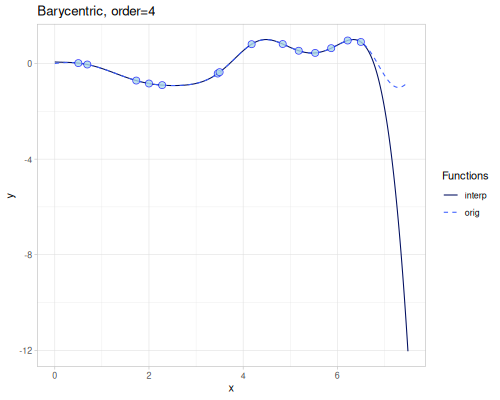 Barycentric, order=4
0
-4
-8
-12
y
0
2
4
6
x
Functions
interp
orig